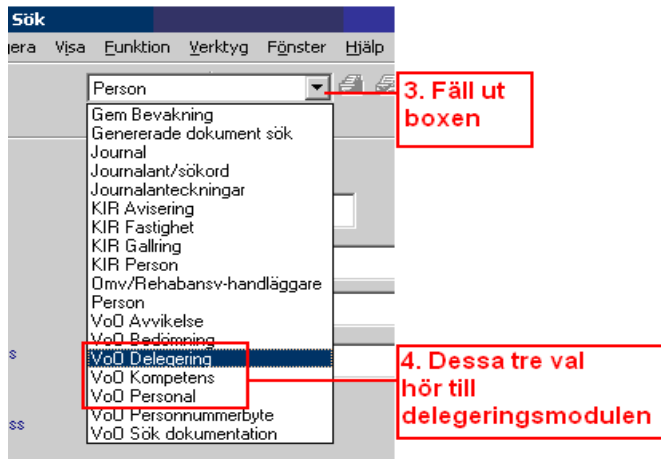 Sök
jera Visa Funktion Verktyg Fönster Hjälp
Person
3. Fäll ut
boxen
Gem Bevakning
Genererade dokument sök
Journal
Journalant/sökord
Journalanteckningar
KIR Avisering
KIR Fastighet
KIR Gallring
KIR Person
Omv/Rehabansv-handläggare
Person
VoO Avvikelse
VoO Bedömning
s
VoO Delegering
VoO Kompetens
VoO Personal
4. Dessa tre val
hör till
delegeringsmodulen
VoO Personnummerbyte
ss
VoO Sök dokumentation